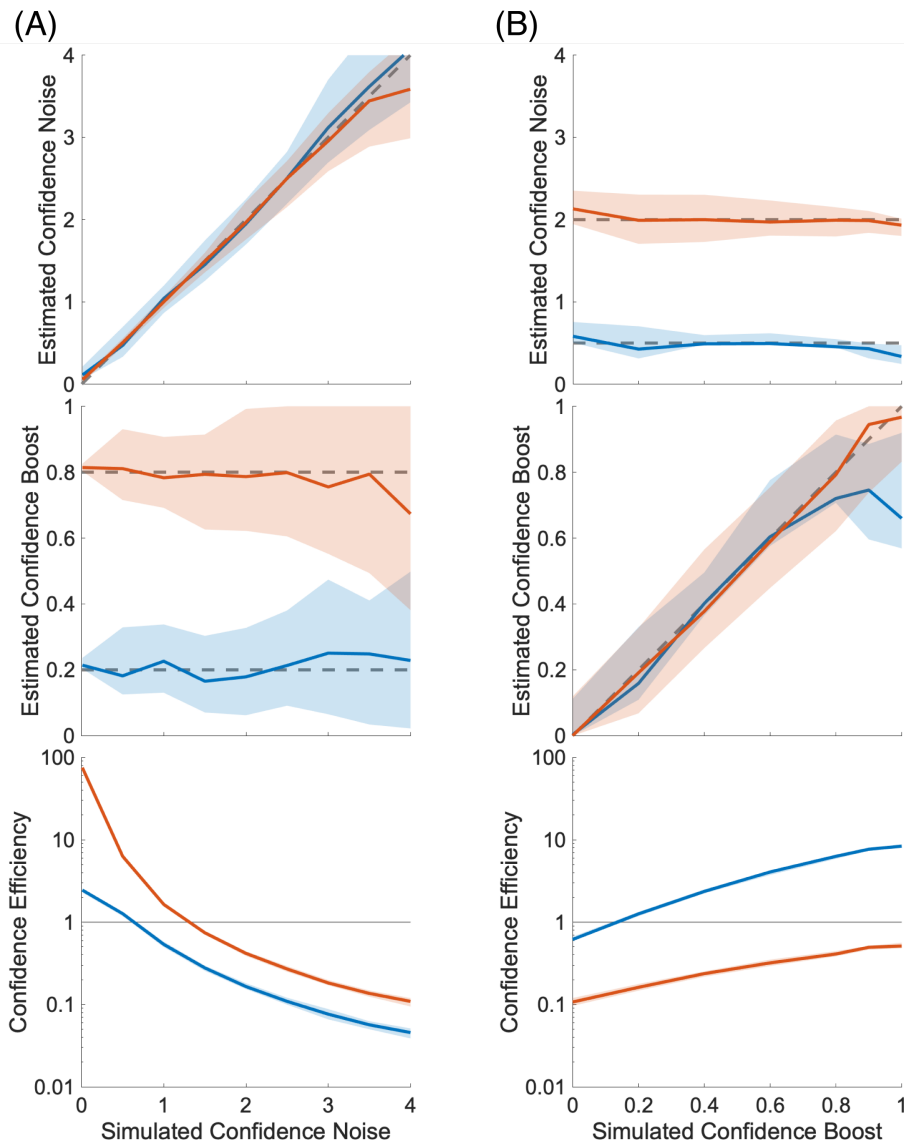 (A)
(B)
Estimated Confidence Noise
4
3
2
1
0
Estimated Confidence Noise
4
3
2
1
0
Estimated Confidence Boost
1
0.8
0.6
0.4
0.2
0
Estimated Confidence Boost
1
0.8
0.6
0.4
0.2
0
Confidence Efficiency
100
10
1
0.1
0.01
0 1 2 3 4
Simulated Confidence Noise
Confidence Efficiency
100
10
1
0.1
0.01
0 0.2 0.4 0.6 0.8 1
Simulated Confidence Boost